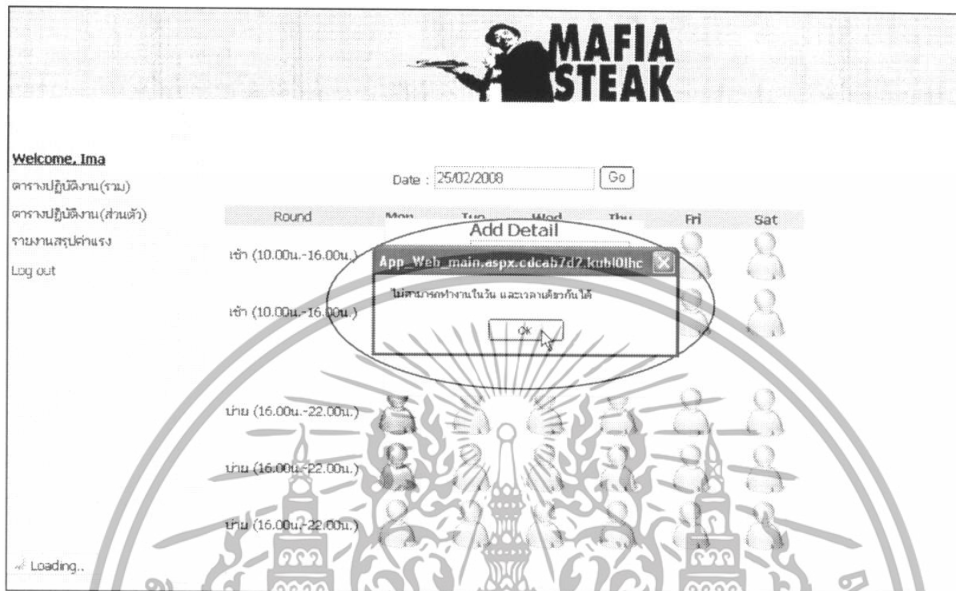 MAFIA
STEAK
Welcome, Ima
ตารางปฏิบัติงาน(รวม)
ตารางปฏิบัติงาน(ส่วนตัว)
รายงานสรุปค่าแรง
Log out
Date : 25/02/2008 Go
Round Mon Tue Wed Thu Fri Sat
Add Detail
เช้า (10.00น.-16.00น.)
App_Web_main.aspx.cdcab7d7.kubl0lhc
ไม่สามารถทำงานในวัน และเวลาเดียวกันได้
OK
เช้า (10.00น.-16.00น.)
บ่าย (16.00น.-22.00น.)
บ่าย (16.00น.-22.00น.)
บ่าย (16.00น.-22.00น.)
Loading..